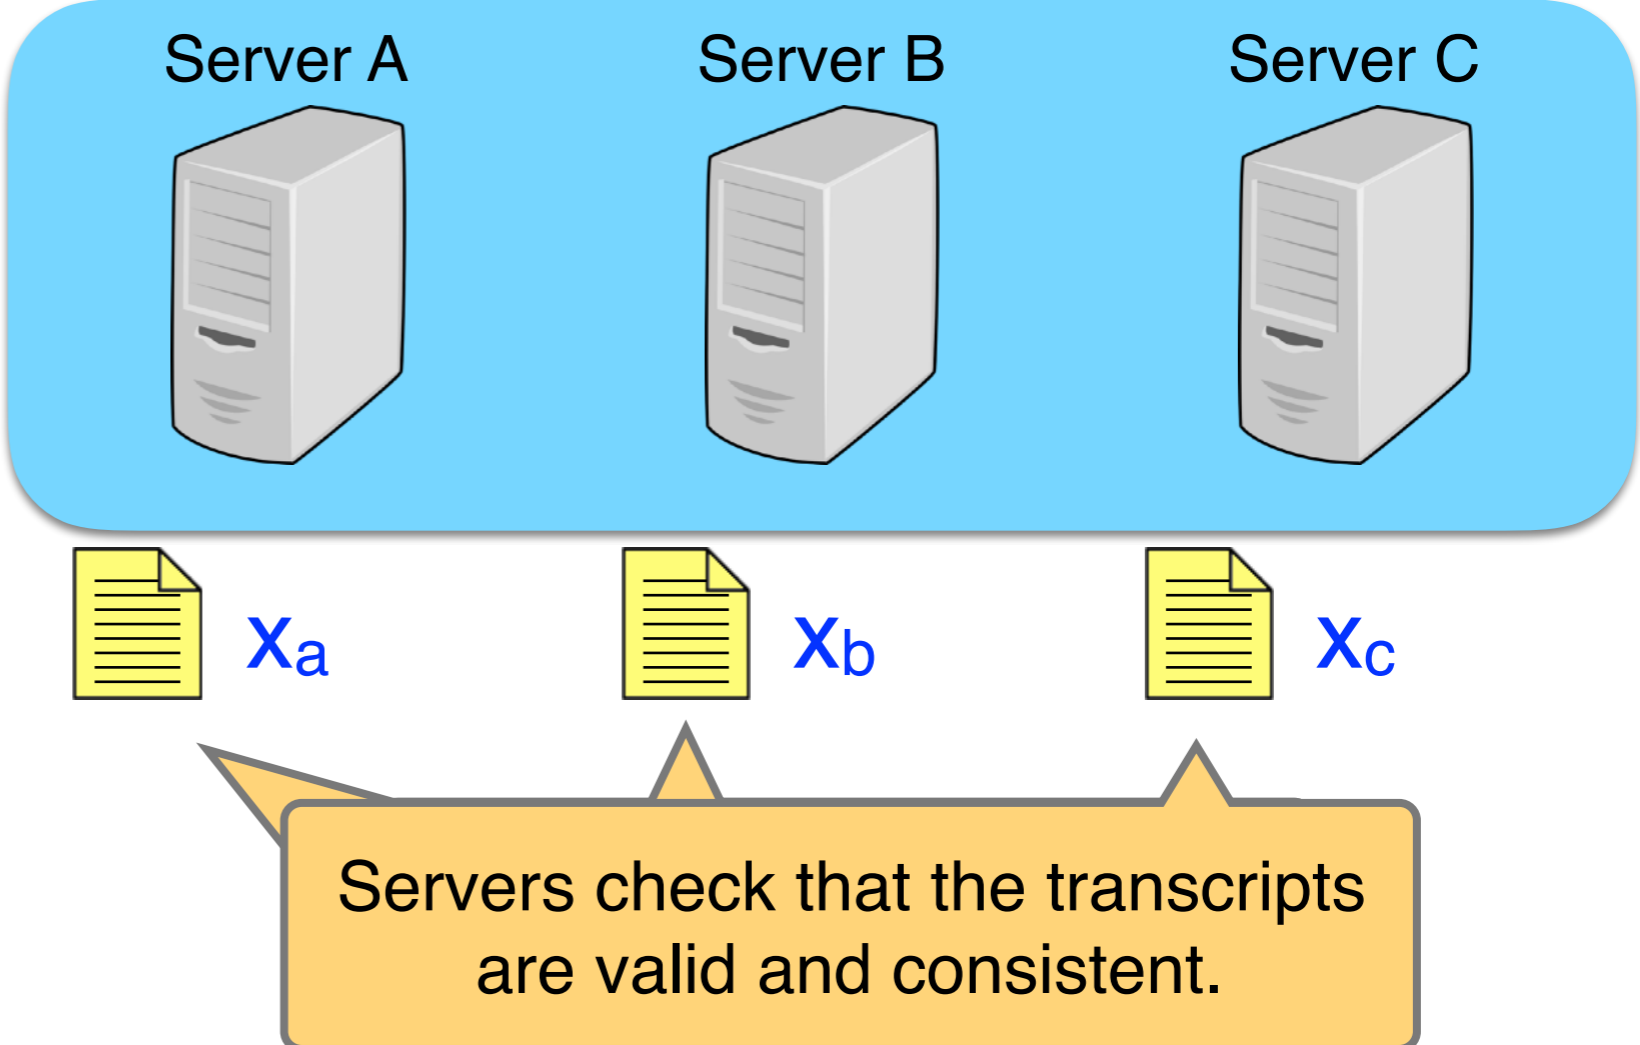 Server A Server B Server C
xa xb xc
Servers check that the transcripts
are valid and consistent.